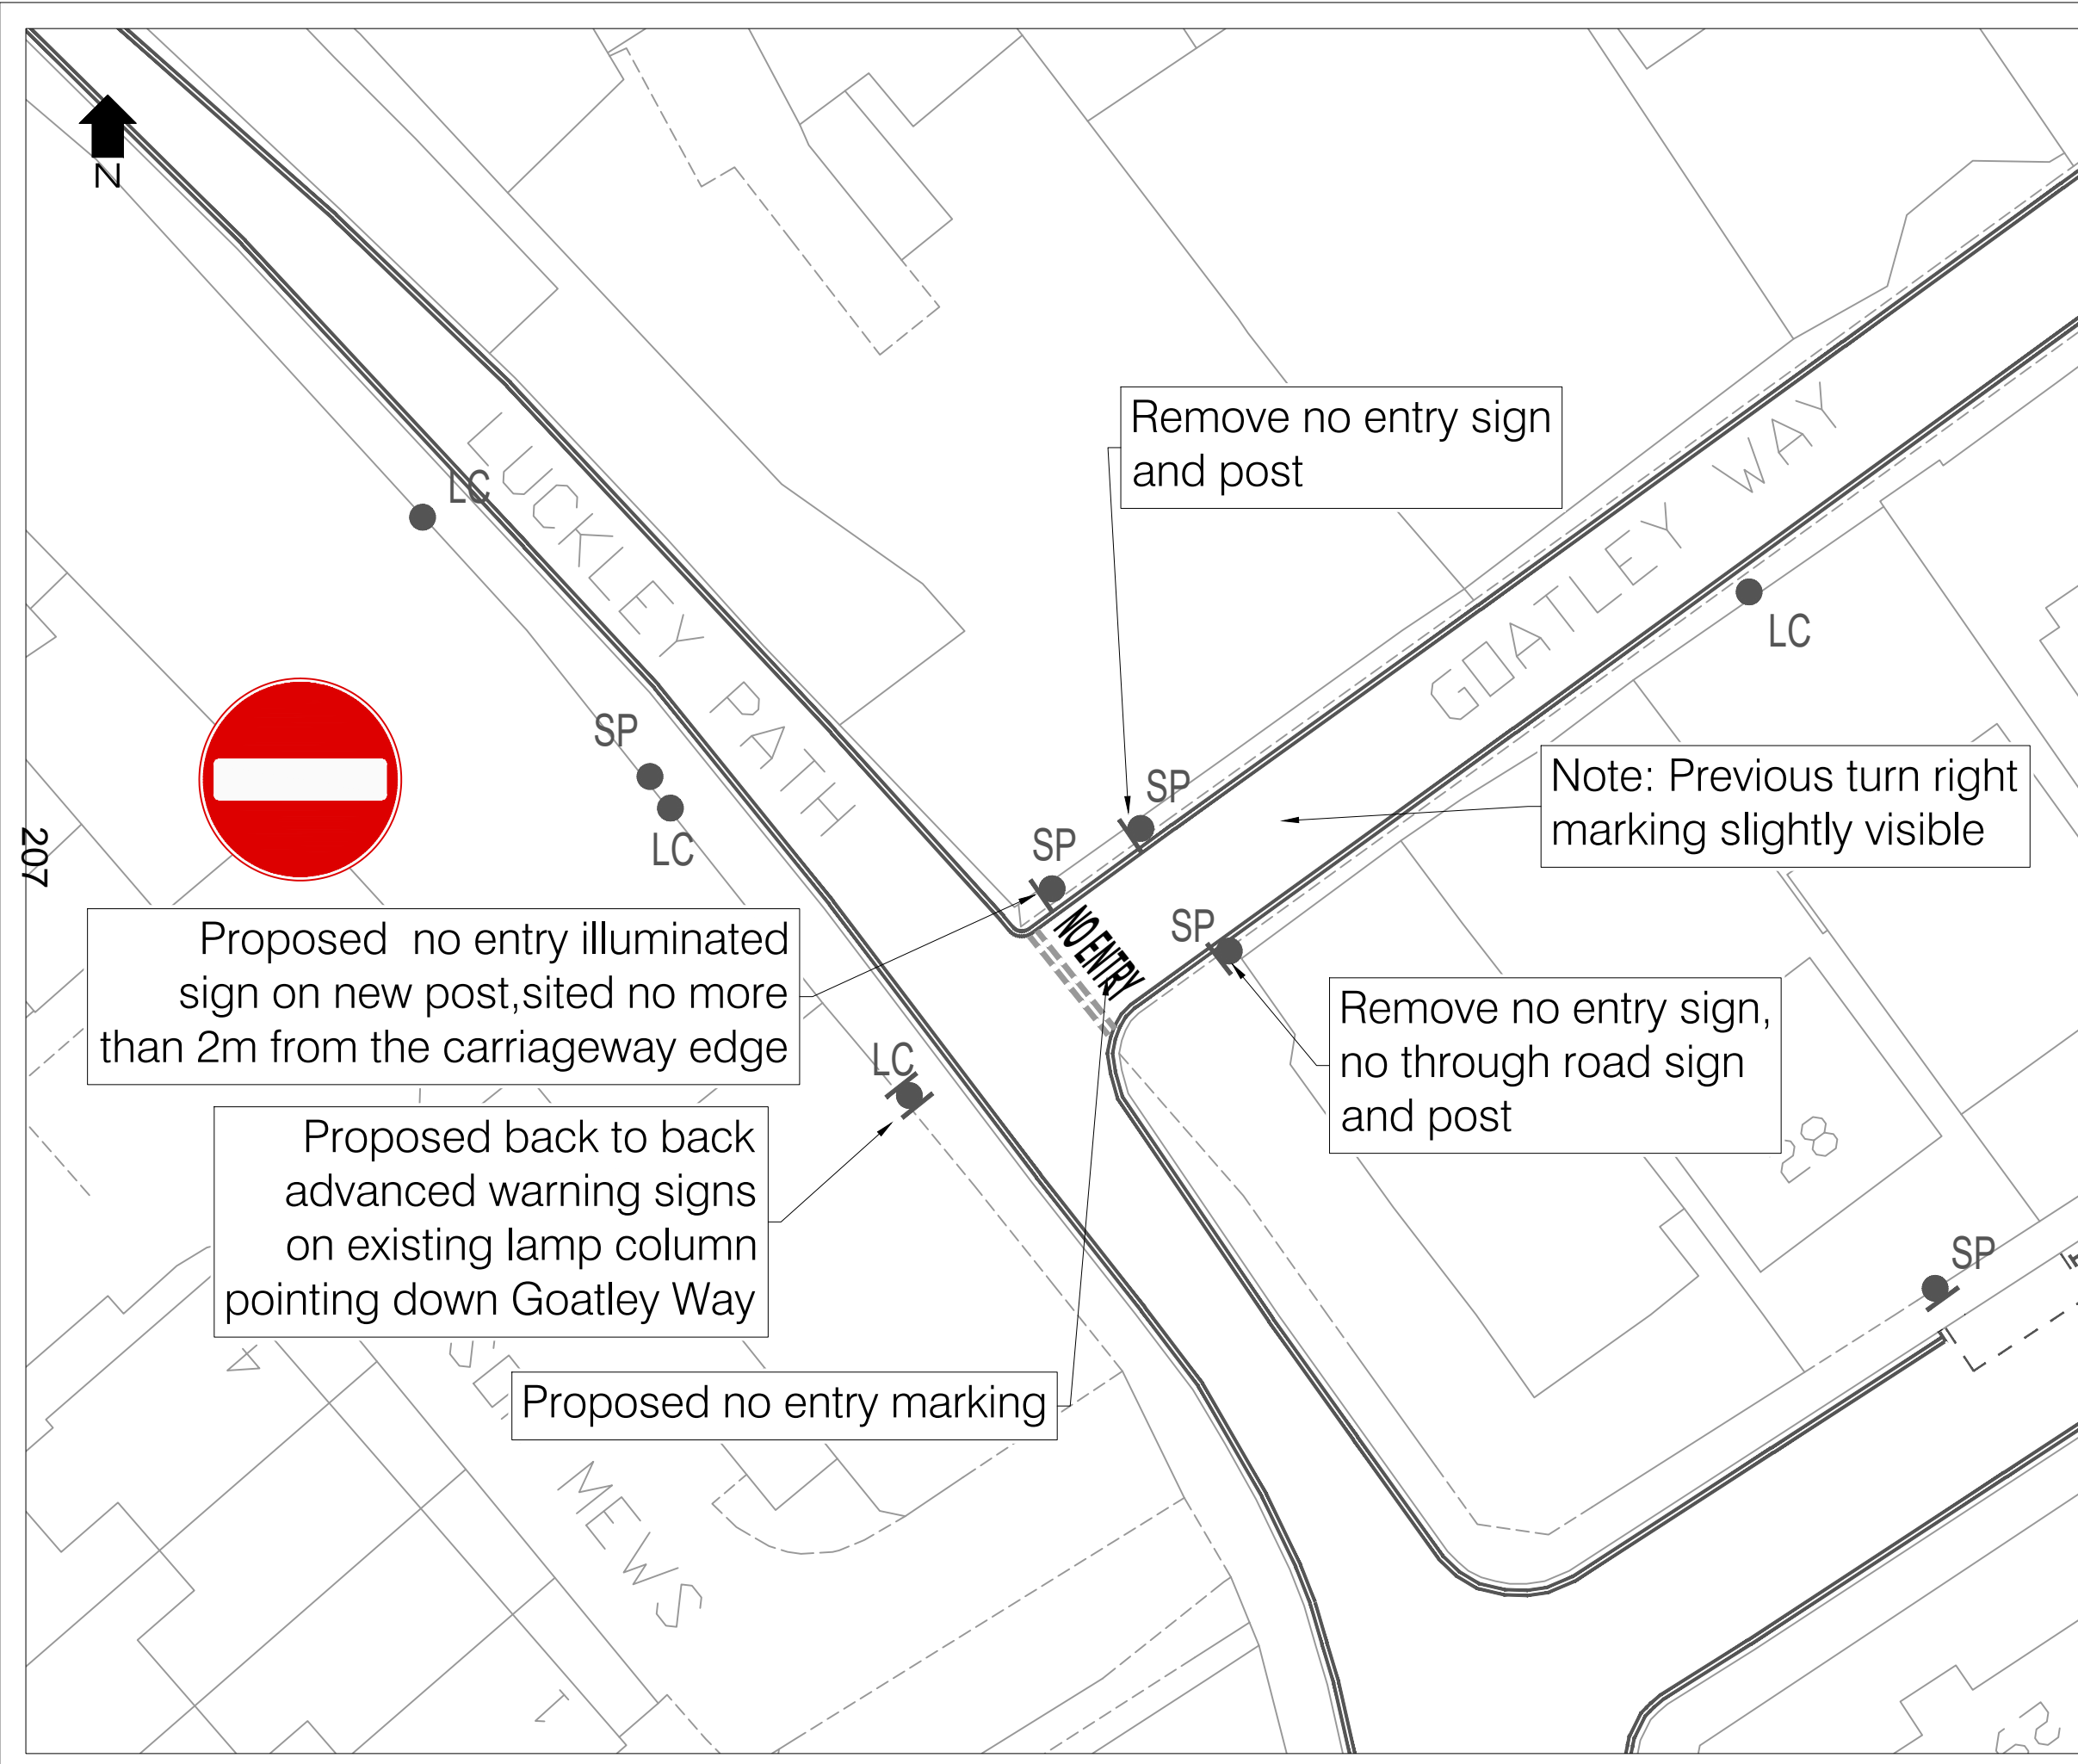 N
Remove no entry sign
and post
LUCKLEY PATH
GOATLEY WAY
LC
LC
SP
LC
SP
SP
Note: Previous turn right
marking slightly visible
207
NO ENTRY
SP
Proposed  no entry illuminated
sign on new post,sited no more
than 2m from the carriageway edge
Remove no entry sign,
no through road sign
and post
LC
Proposed back to back
advanced warning signs
on existing lamp column
pointing down Goatley Way
28
SP
Proposed no entry marking
MEWS
1